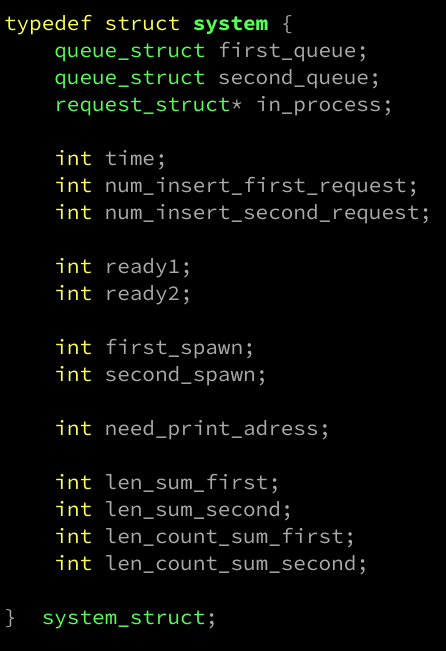 typedef struct system {
queue_struct first_queue;
queue_struct second_queue;
request_struct* in_process;
int time;
int num_insert_first_request;
int num_insert_second_request;
int ready1;
int ready2;
int first_spawn;
int second_spawn;
int need_print_adress;
int len_sum_first;
int len_sum_second;
int len_count_sum_first;
int len_count_sum_second;
} system_struct;